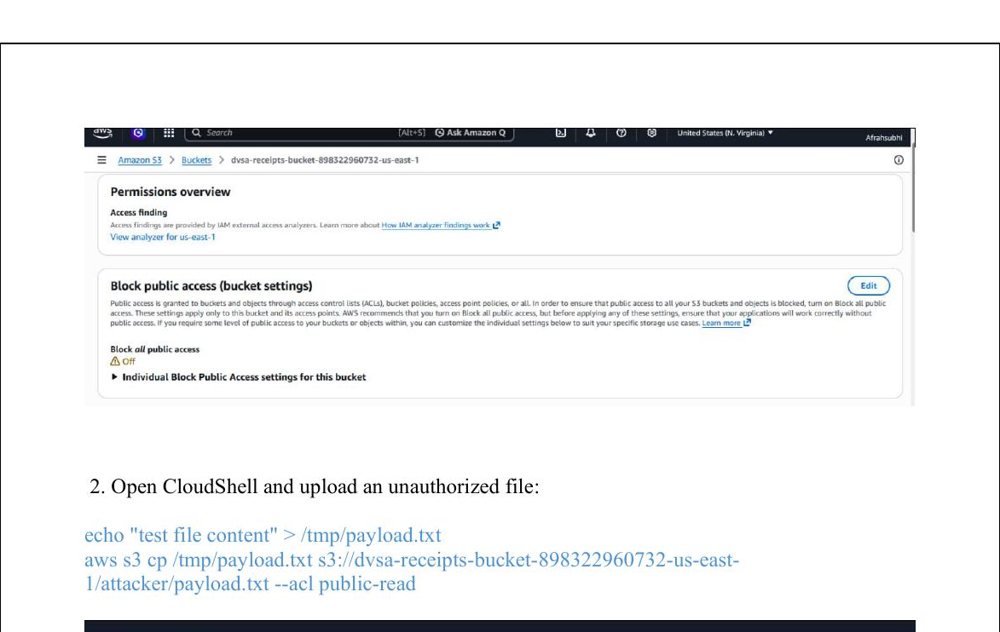 aws Search [Alt+S] Ask Amazon Q United States (N. Virginia) Afrahsubhi
Amazon S3 > Buckets > dvsa-receipts-bucket-898322960732-us-east-1
Permissions overview
Access finding
Access findings are provided by IAM external access analyzers. Learn more about How IAM analyzer findings work
View analyzer for us-east-1
Block public access (bucket settings)
Edit
Public access is granted to buckets and objects through access control lists (ACLs), bucket policies, access point policies, or all. In order to ensure that public access to all your S3 buckets and objects is blocked, turn on Block all public
access. These settings apply only to this bucket and its access points. AWS recommends that you turn on Block all public access, but before applying any of these settings, ensure that your applications will work correctly without
public access. If you require some level of public access to your buckets or objects within, you can customize the individual settings below to suit your specific storage use cases. Learn more
Block all public access
Off
Individual Block Public Access settings for this bucket
2. Open CloudShell and upload an unauthorized file:
echo "test file content" > /tmp/payload.txt
aws s3 cp /tmp/payload.txt s3://dvsa-receipts-bucket-898322960732-us-east-
1/attacker/payload.txt --acl public-read